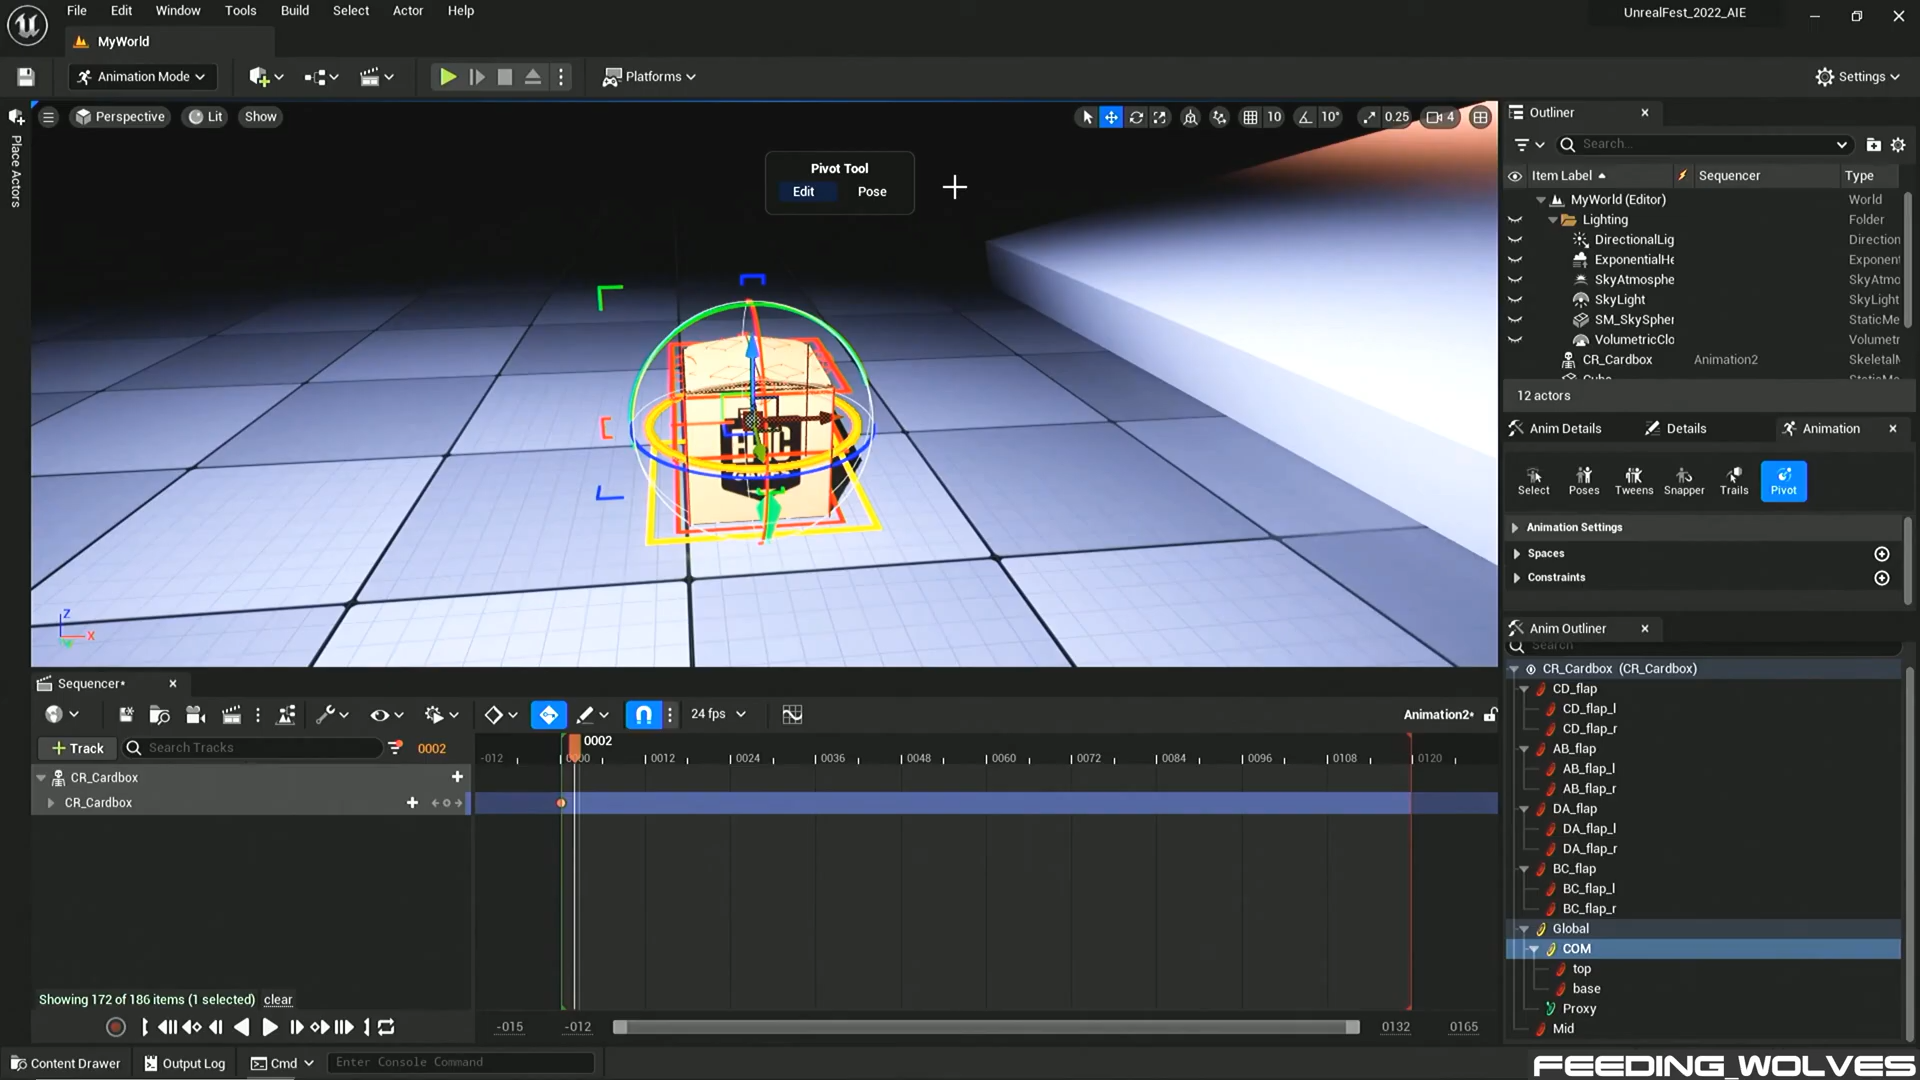 File Edit Window Tools Build Select Actor Help
UnrealFest_2022_AIE
MyWorld
Animation Mode
Platforms
Settings
Place Actors
Perspective Lit Show
10 10° 0.25 4
Pivot Tool
Edit Pose
EPIC
Z
X
Outliner
Search...
Item Label Sequencer Type
MyWorld (Editor) World
Lighting Folder
DirectionalLig Direction
ExponentialHe Exponent
SkyAtmosphe SkyAtmo
SkyLight SkyLight
SM_SkySpher StaticMe
VolumetricClo Volumetr
CR_Cardbox Animation2 SkeletalM
12 actors
Anim Details Details Animation
Select Poses Tweens Snapper Trails Pivot
Animation Settings
Spaces
Constraints
Anim Outliner
Search
CR_Cardbox (CR_Cardbox)
CD_flap
CD_flap_l
CD_flap_r
AB_flap
AB_flap_l
AB_flap_r
DA_flap
DA_flap_l
DA_flap_r
BC_flap
BC_flap_l
BC_flap_r
Global
COM
top
base
Proxy
Mid
Sequencer*
24 fps
Animation2*
Track Search Tracks 0002
0002
-012 0000 0012 0024 0036 0048 0060 0072 0084 0096 0108 0120
CR_Cardbox
CR_Cardbox
Showing 172 of 186 items (1 selected) clear
-015 -012 0132 0165
Content Drawer Output Log Cmd Enter Console Command
FEEDING_WOLVES